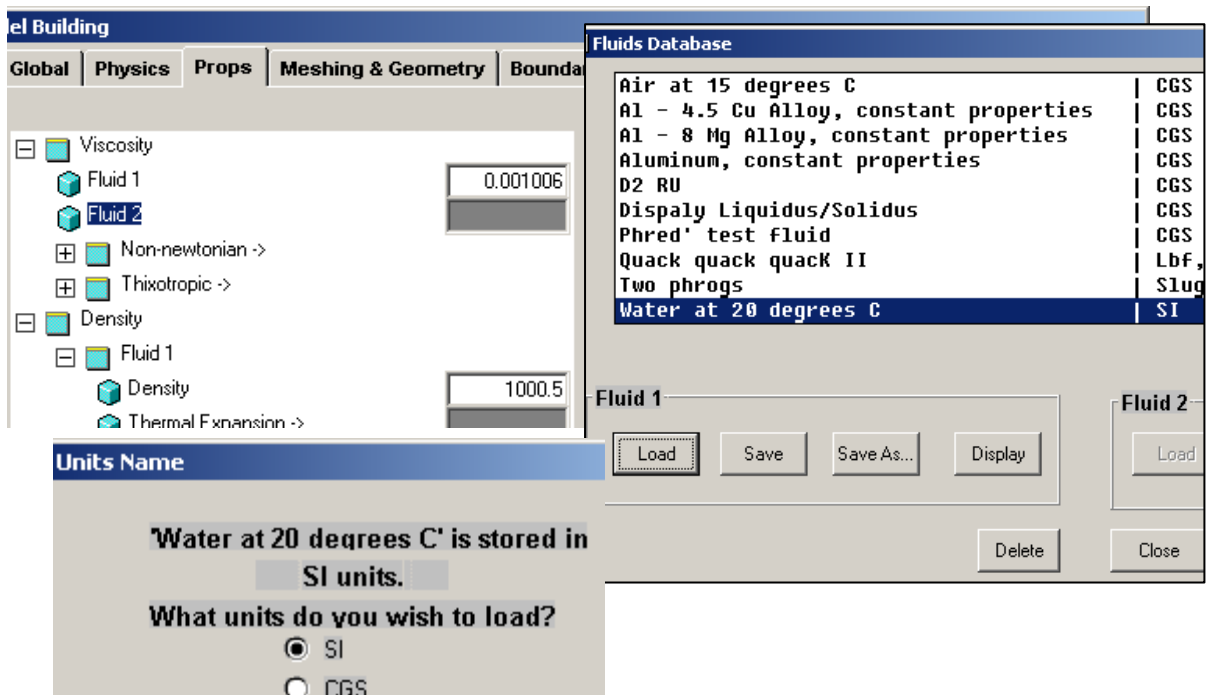 el Building
Global Physics Props Meshing & Geometry Bounda
Viscosity
Fluid 1 0.001006
Fluid 2
Non-newtonian ->
Thixotropic ->
Density
Fluid 1
Density 1000.5
Thermal Expansion ->
Fluids Database
Air at 15 degrees C | CGS
Al - 4.5 Cu Alloy, constant properties | CGS
Al - 8 Mg Alloy, constant properties | CGS
Aluminum, constant properties | CGS
D2 RU | CGS
Dispaly Liquidus/Solidus | CGS
Phred' test fluid | CGS
Quack quack quacK II | Lbf,
Two phrogs | Slug
Water at 20 degrees C | SI
Fluid 1 Fluid 2
Load Save Save As... Display Load
Delete Close
Units Name
'Water at 20 degrees C' is stored in
SI units.
What units do you wish to load?
SI
CGS